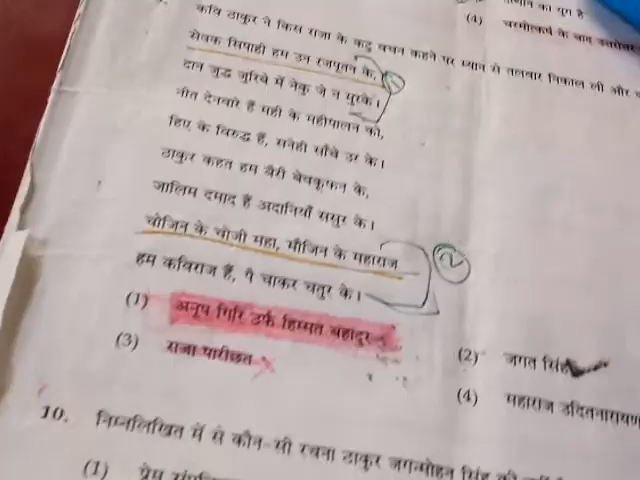 का युग है
(4) चरमोत्कर्ष के बाद
कवि ठाकुर ने किस राजा के कटु वचन कहने पर म्यान से तलवार निकाल ली और
सेवक सिपाही हम उन रजपूतन के,
दान जुद्ध जुरिबे में नेकु जे न मुरके।
नीत देनवारे हैं मही के महीपालन को,
हिए के विरुद्ध हैं, सनेही साँचे उर के।
ठाकुर कहत हम बैरी बेवकूफन के,
जालिम दमाद हैं अदानियाँ ससुर के।
चोजिन के चोजी महा, मौजिन के महाराज
हम कविराज हैं, पै चाकर चतुर के।
(1) अनूप गिरि उर्फ हिम्मत बहादुर
(2) जगत सिंह
(3) राजा पारीछत
(4) महाराज उदितनारायण
10. निम्नलिखित में से कौन-सी रचना ठाकुर जगन्मोहन सिंह की
(1) प्रेम